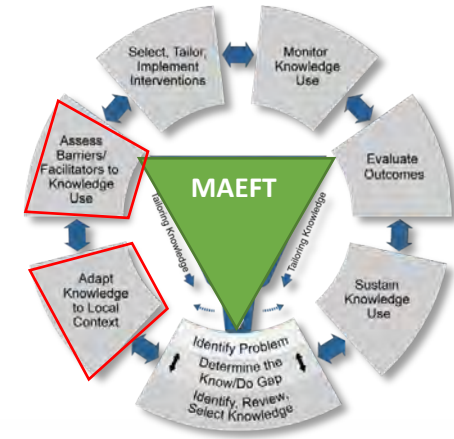 Select, Tailor,
Implement
Interventions
Monitor
Knowledge
Use
Assess
Barriers/
Facilitators to
Knowledge
Use
MAEFT
Evaluate
Outcomes
Tailoring Knowledge
Tailoring Knowledge
Adapt
Knowledge
to Local
Context
Sustain
Knowledge
Use
Identify Problem
Determine the
Know/Do Gap
Identify, Review,
Select Knowledge